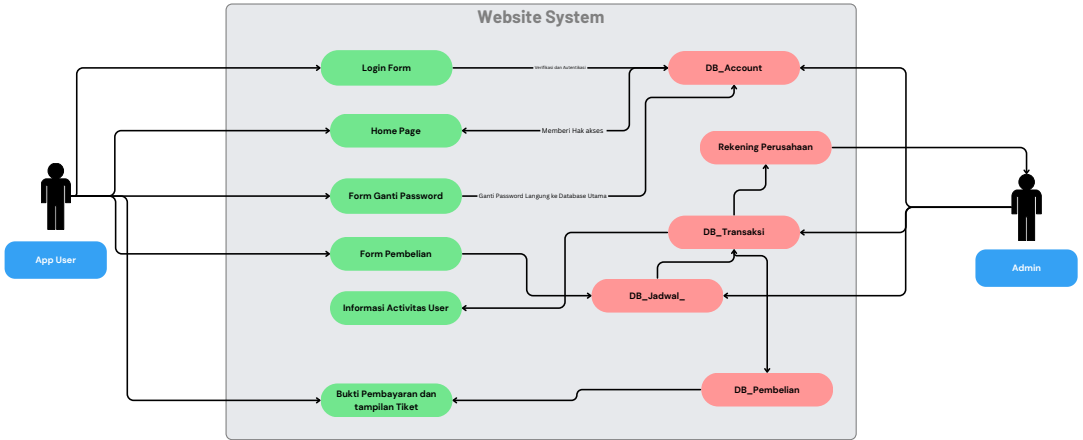 Website System
Login Form
Verifikasi dan Autentikasi
DB_Account
Home Page
Memberi Hak akses
Rekening Perusahaan
Form Ganti Password
Ganti Password Langung ke Database Utama
App User
Form Pembelian
DB_Transaksi
Admin
DB_Jadwal_
Informasi Activitas User
Bukti Pembayaran dan
tampilan Tiket
DB_Pembelian